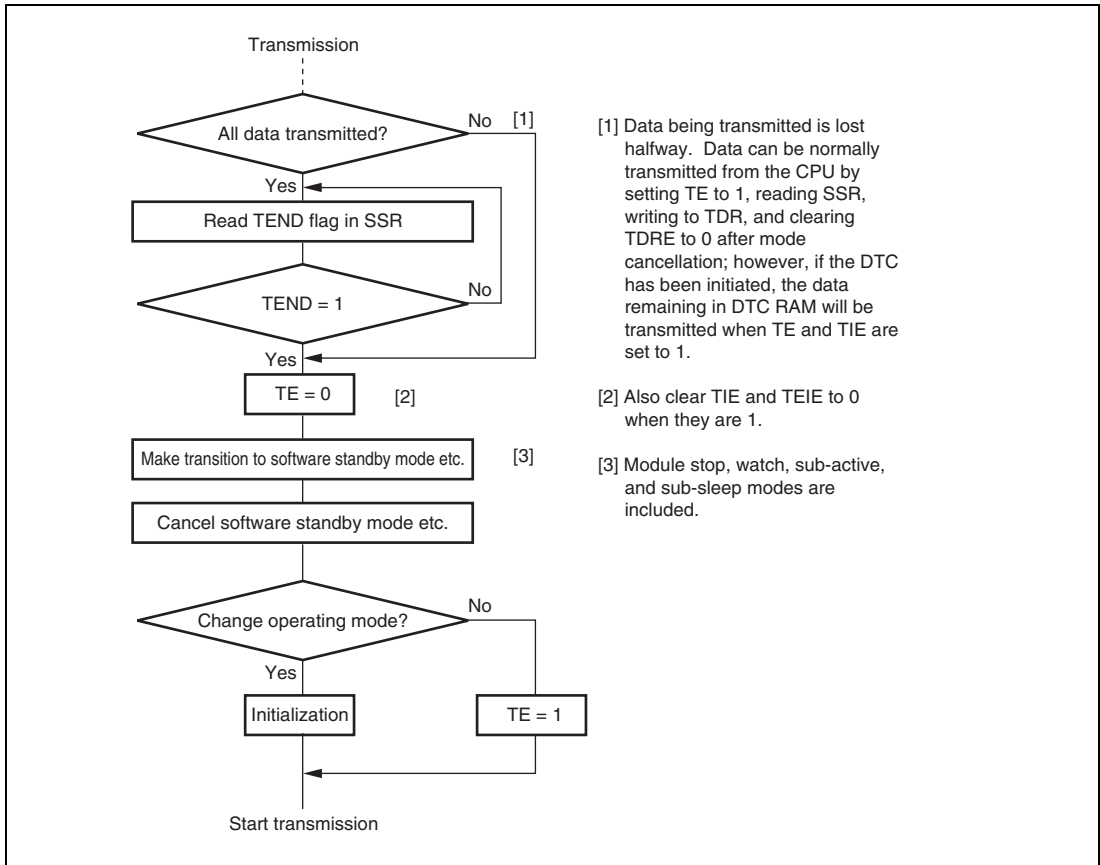 Transmission
All data transmitted?
No
[1]
Yes
Read TEND flag in SSR
TEND = 1
No
Yes
TE = 0
[2]
Make transition to software standby mode etc.
[3]
Cancel software standby mode etc.
Change operating mode?
No
Yes
Initialization
TE = 1
Start transmission
[1] Data being transmitted is lost
halfway. Data can be normally
transmitted from the CPU by
setting TE to 1, reading SSR,
writing to TDR, and clearing
TDRE to 0 after mode
cancellation; however, if the DTC
has been initiated, the data
remaining in DTC RAM will be
transmitted when TE and TIE are
set to 1.
[2] Also clear TIE and TEIE to 0
when they are 1.
[3] Module stop, watch, sub-active,
and sub-sleep modes are
included.